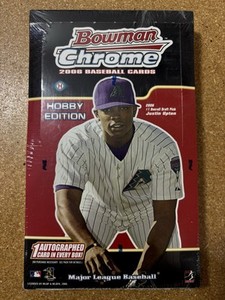 Bowman
Chrome
2006 BASEBALL CARDS
HOBBY
EDITION
2005
#1 Overall Draft Pick
Justin Upton
1 AUTOGRAPHED
CARD IN EVERY BOX!
Major League Baseball